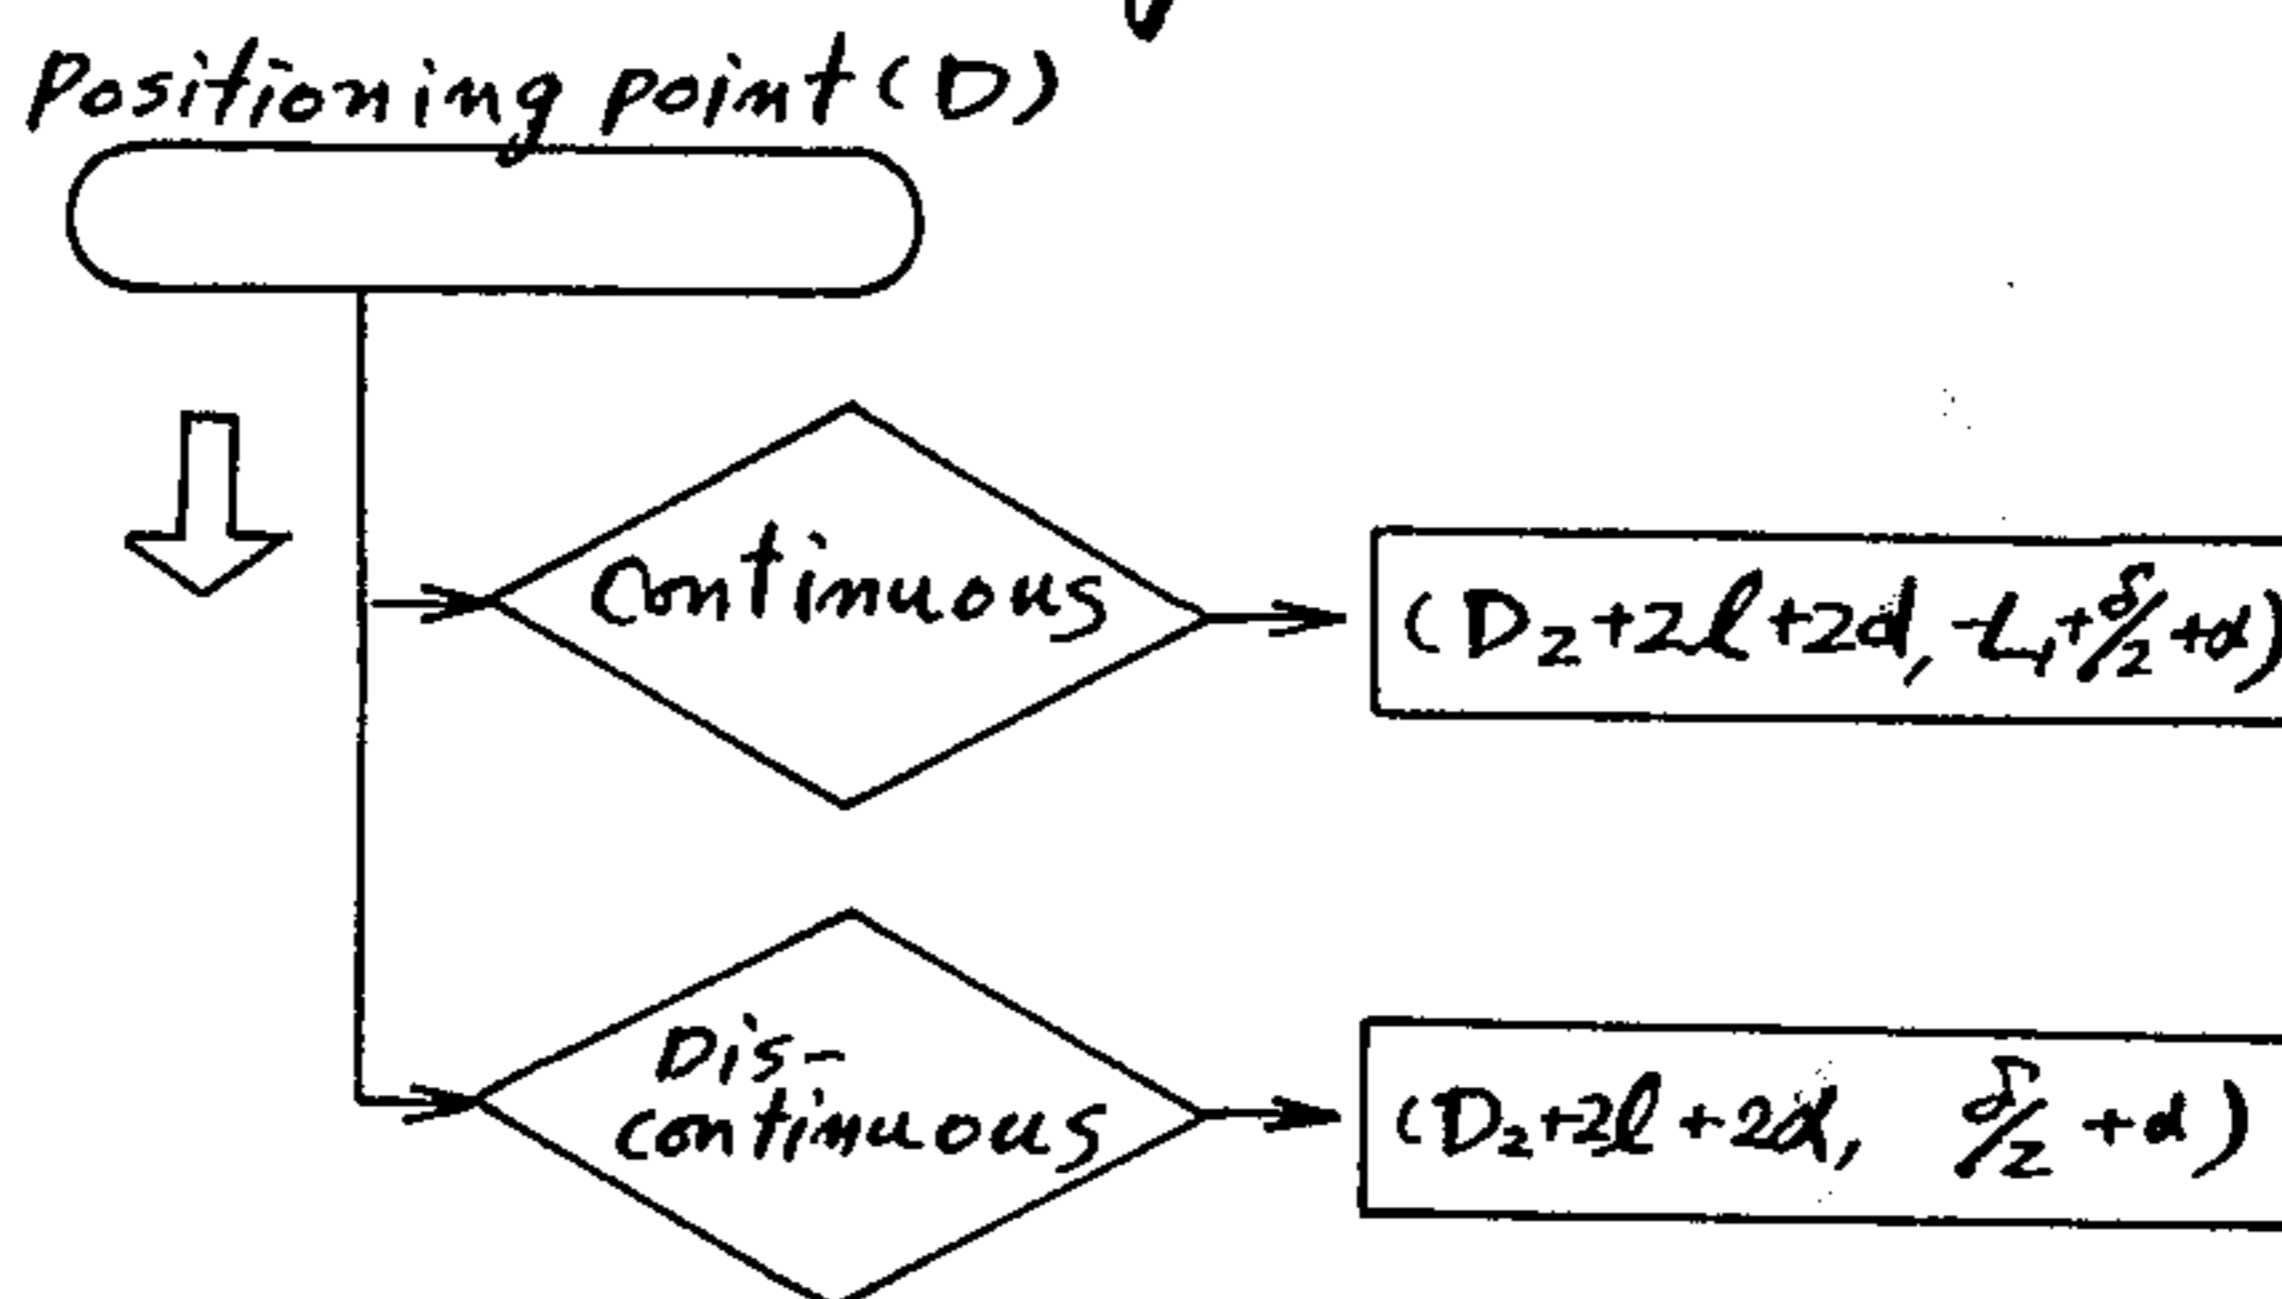 Positioning point (D)
Continuous
(D₂+2ℓ+2d, -L₁+δ/2+α)
Dis-
continuous
(D₂+2ℓ+2d, δ/2+α)